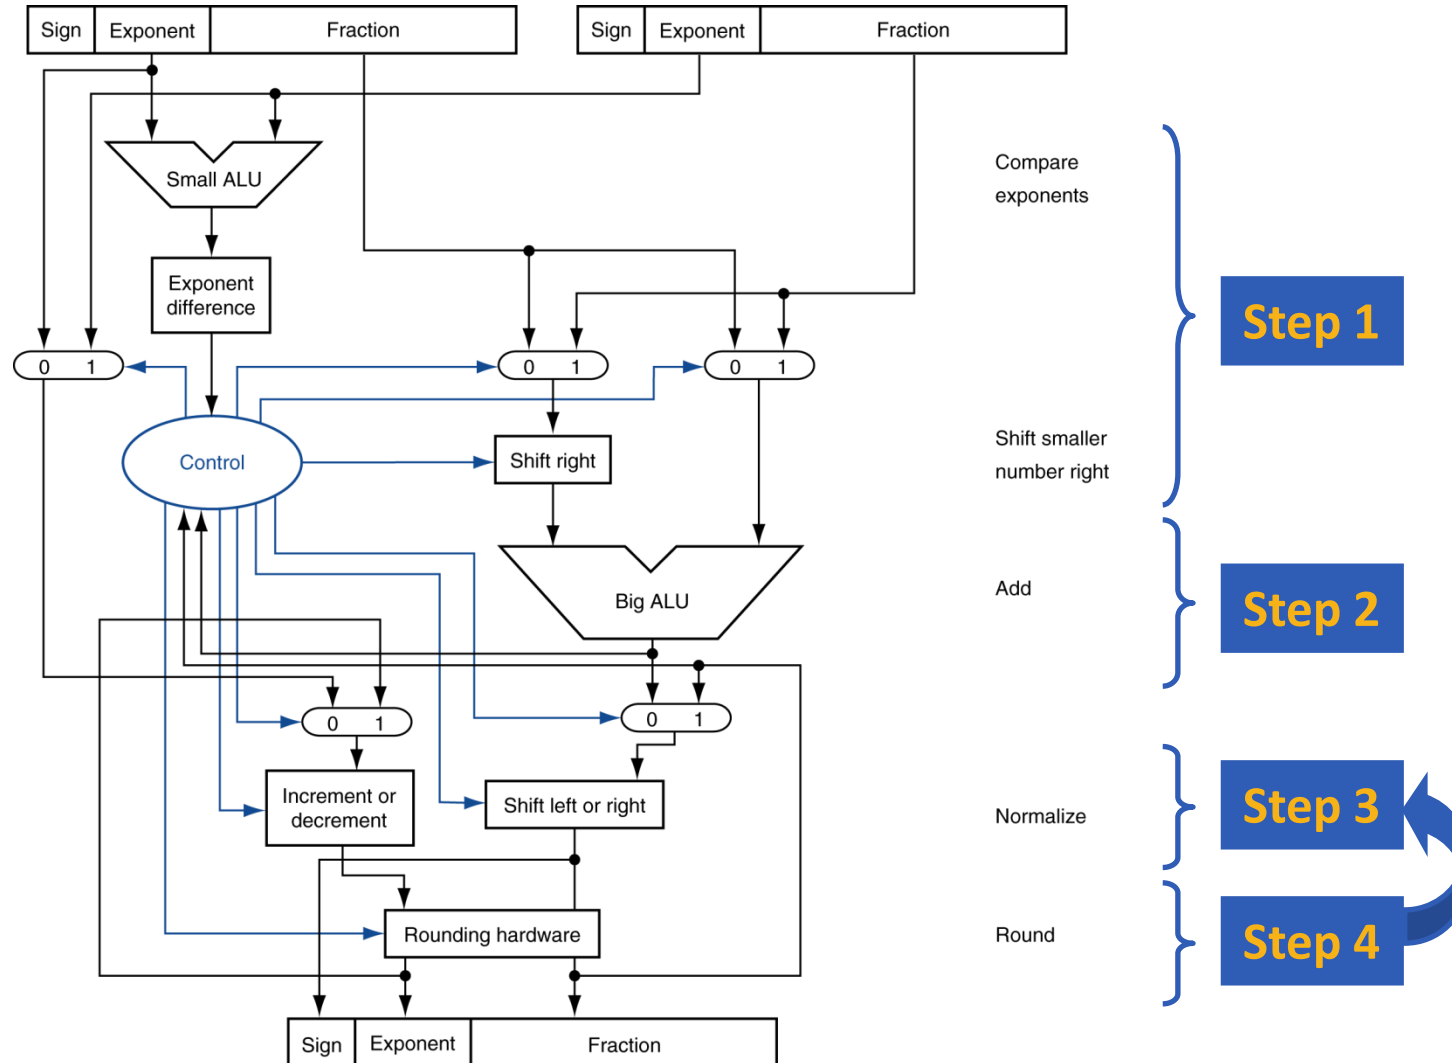 Sign Exponent Fraction Sign Exponent Fraction
Small ALU
Compare
exponents
Exponent
difference
Step 1
0 1 0 1 0 1
Control
Shift right
Shift smaller
number right
Big ALU
Add
Step 2
0 1 0 1
Increment or
decrement
Shift left or right
Normalize
Step 3
Rounding hardware
Round
Step 4
Sign Exponent Fraction